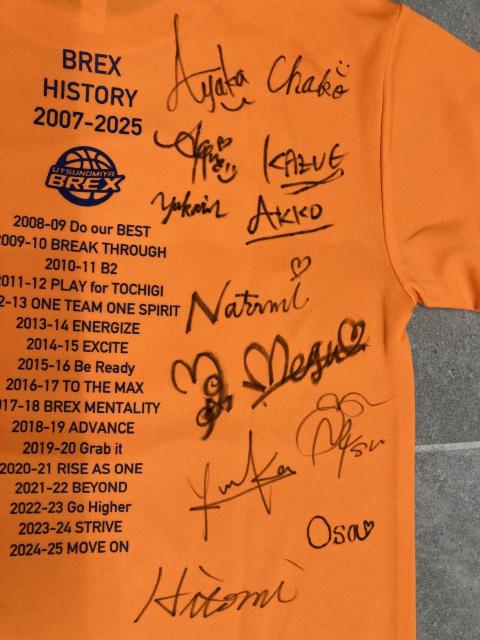 BREX
HISTORY
2007-2025
UTSUNOMIYA
BREX
2008-09 Do our BEST
2009-10 BREAK THROUGH
2010-11 B2
2011-12 PLAY for TOCHIGI
2-13 ONE TEAM ONE SPIRIT
2013-14 ENERGIZE
2014-15 EXCITE
2015-16 Be Ready
2016-17 TO THE MAX
017-18 BREX MENTALITY
2018-19 ADVANCE
2019-20 Grab it
2020-21 RISE AS ONE
2021-22 BEYOND
2022-23 Go Higher
2023-24 STRIVE
2024-25 MOVE ON
Ayaka
Chako
KAZUE
AKKO
Natsumi
Megu
Yuka
Osa
Hitomi